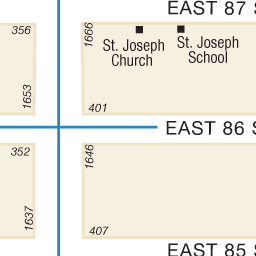 EAST 87 S
356
1666
St. Joseph
Church
St. Joseph
School
1653
401
EAST 86 S
352
1646
1637
407
EAST 85 S